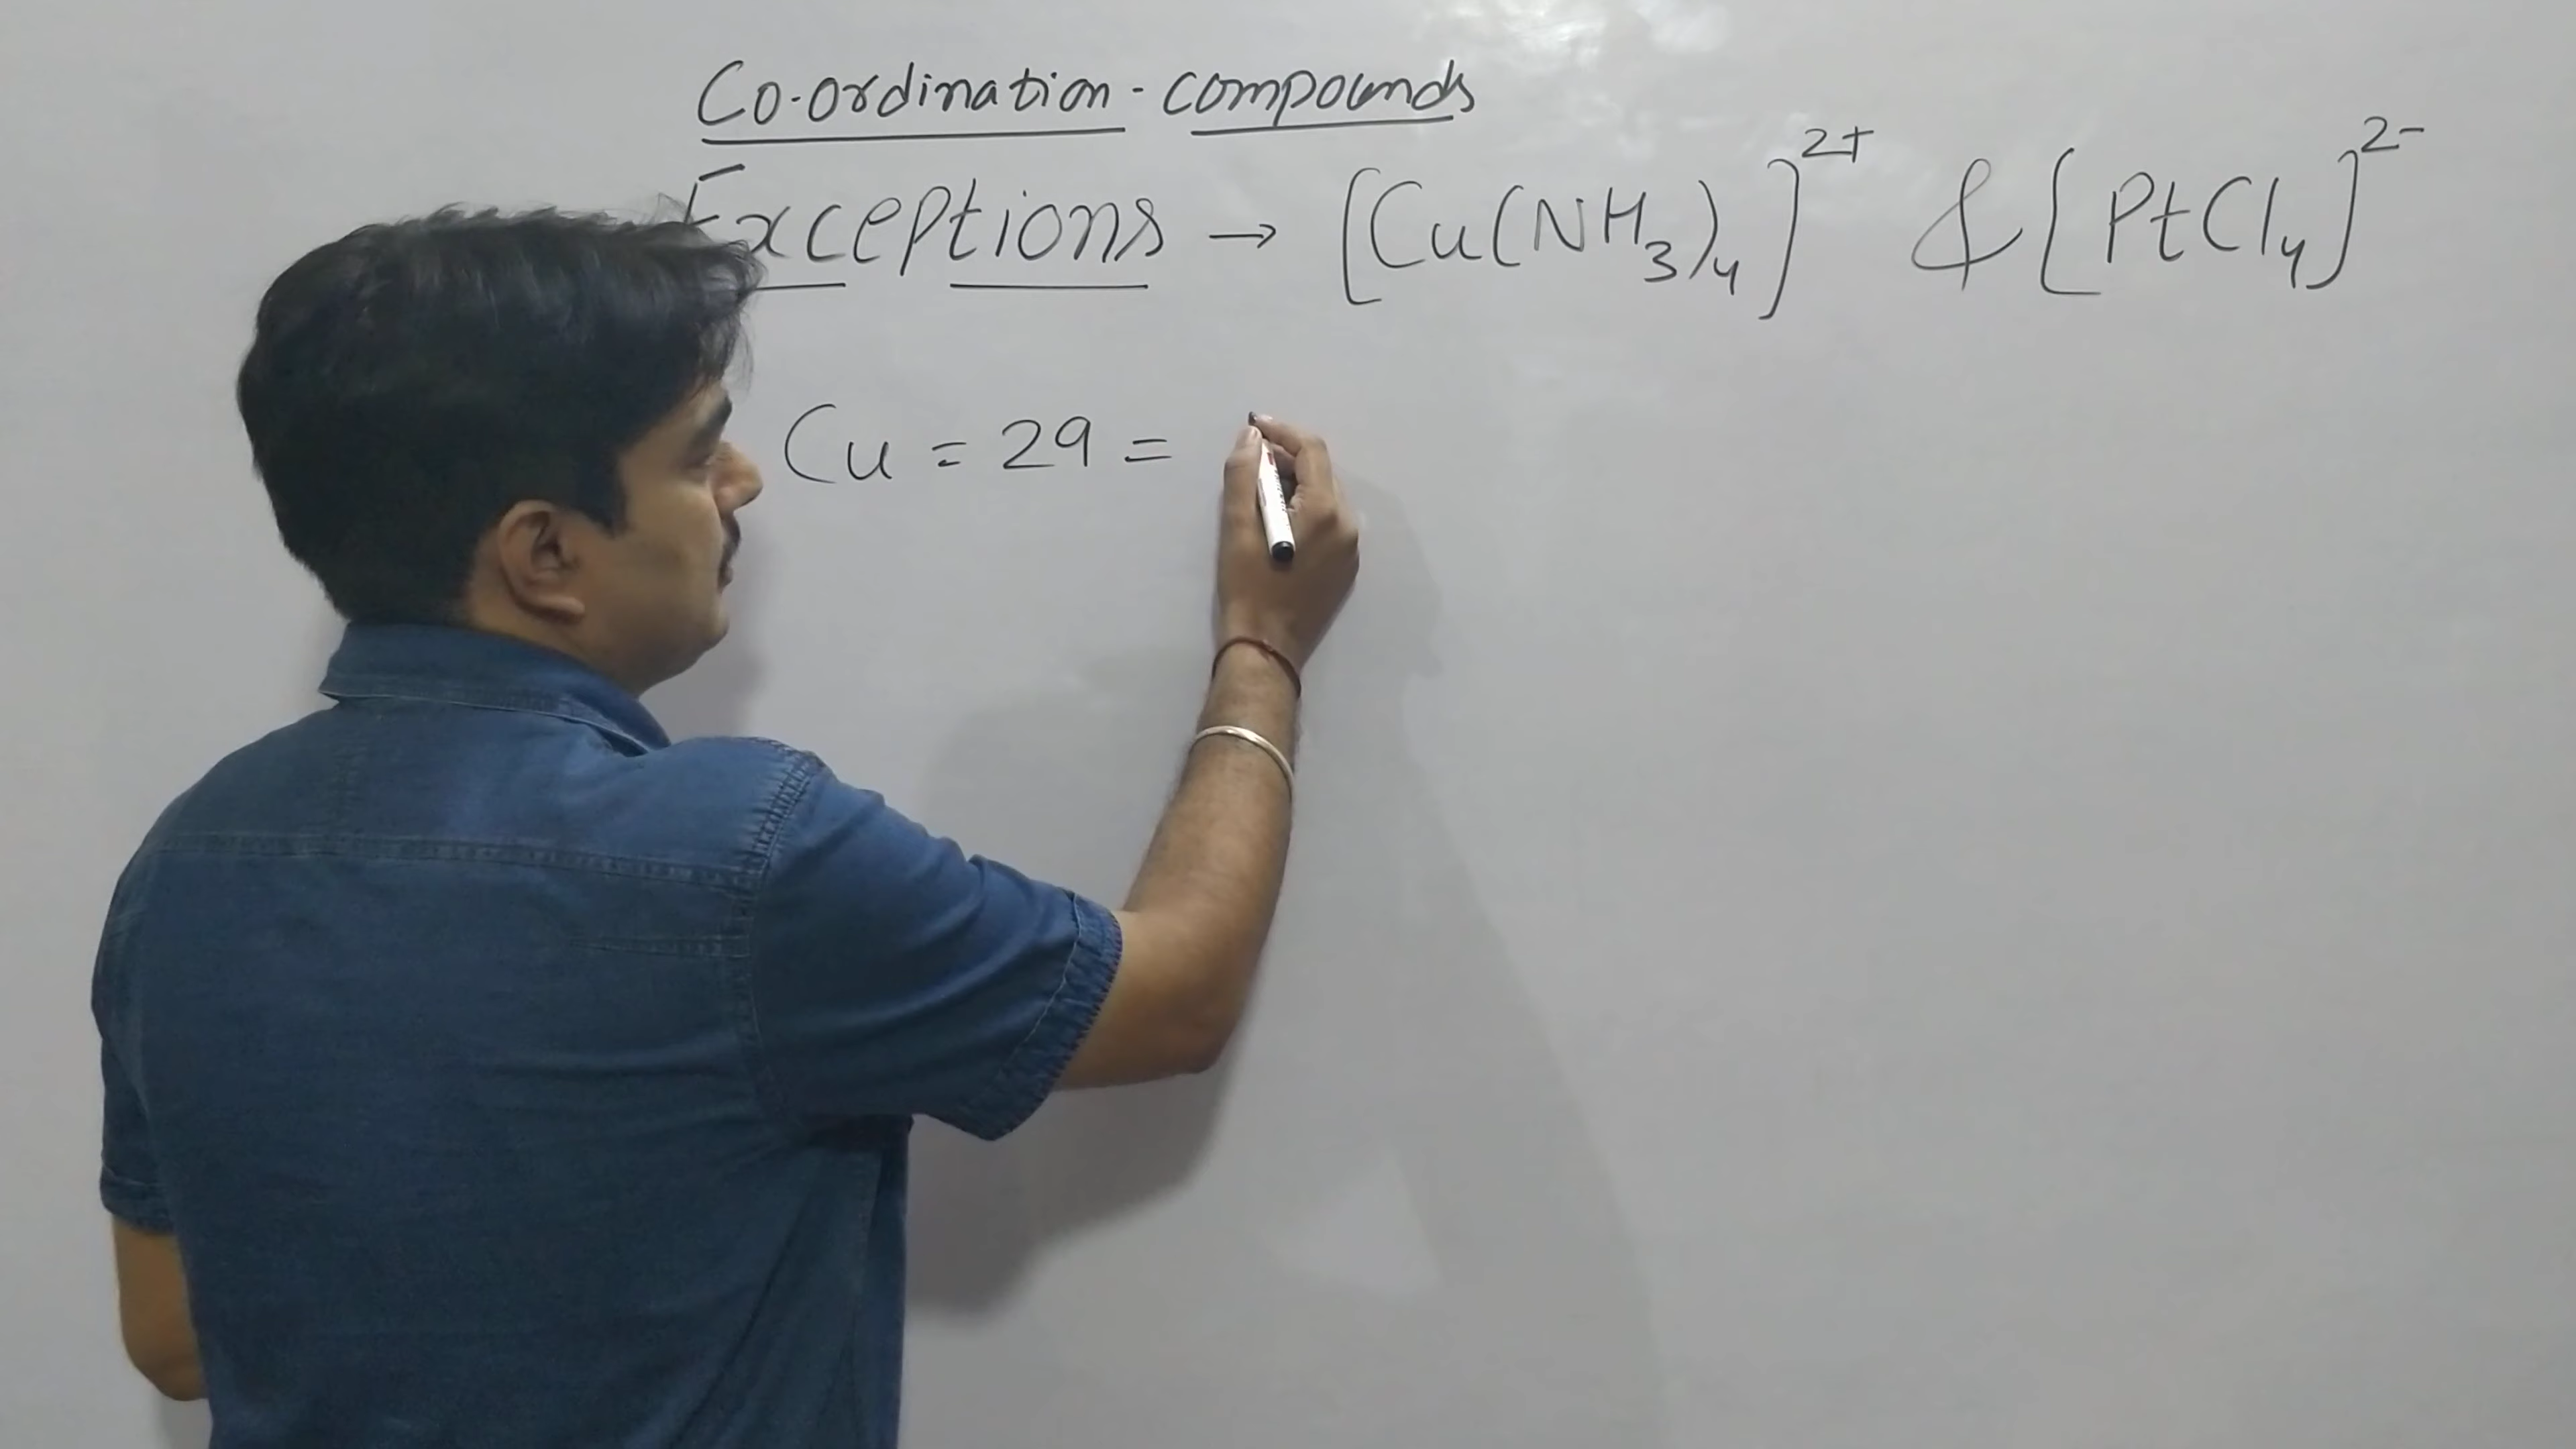 Co-ordination - compounds
Exceptions → [Cu(NH₃)₄]²⁺ & [PtCl₄]²⁻
Cu = 29 =